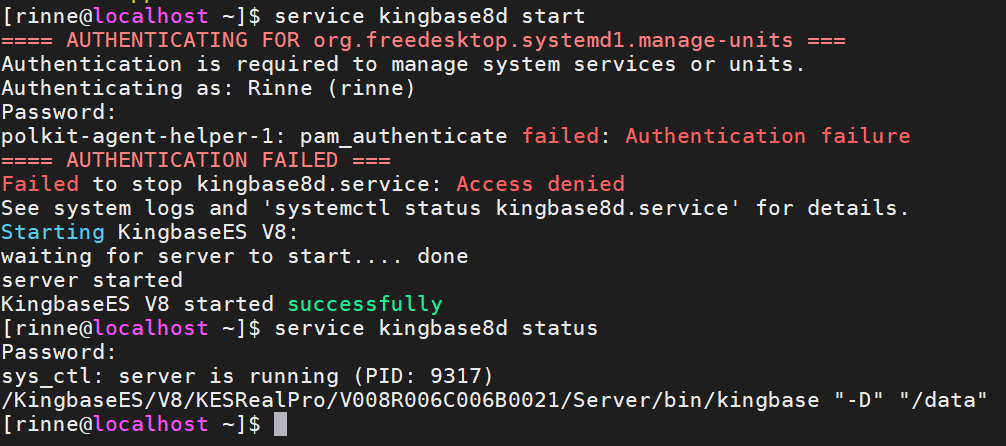 [rinne@localhost ~]$ service kingbase8d start
==== AUTHENTICATING FOR org.freedesktop.systemd1.manage-units ===
Authentication is required to manage system services or units.
Authenticating as: Rinne (rinne)
Password:
polkit-agent-helper-1: pam_authenticate failed: Authentication failure
==== AUTHENTICATION FAILED ===
Failed to stop kingbase8d.service: Access denied
See system logs and 'systemctl status kingbase8d.service' for details.
Starting KingbaseES V8:
waiting for server to start.... done
server started
KingbaseES V8 started successfully
[rinne@localhost ~]$ service kingbase8d status
Password:
sys_ctl: server is running (PID: 9317)
/KingbaseES/V8/KESRealPro/V008R006C006B0021/Server/bin/kingbase "-D" "/data"
[rinne@localhost ~]$